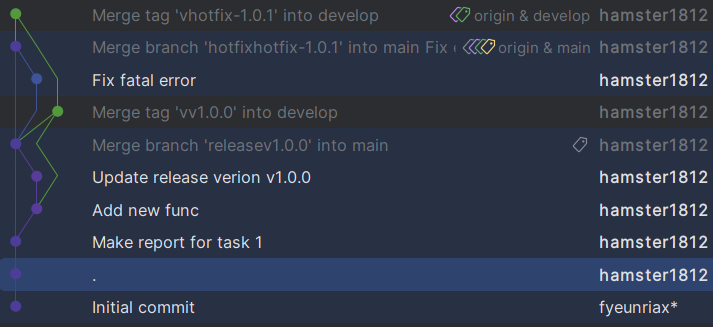 Merge tag 'vhotfix-1.0.1' into develop origin & develop hamster1812
Merge branch 'hotfixhotfix-1.0.1' into main Fix origin & main hamster1812
Fix fatal error hamster1812
Merge tag 'vv1.0.0' into develop hamster1812
Merge branch 'releasev1.0.0' into main hamster1812
Update release verion v1.0.0 hamster1812
Add new func hamster1812
Make report for task 1 hamster1812
. hamster1812
Initial commit fyeunriax*